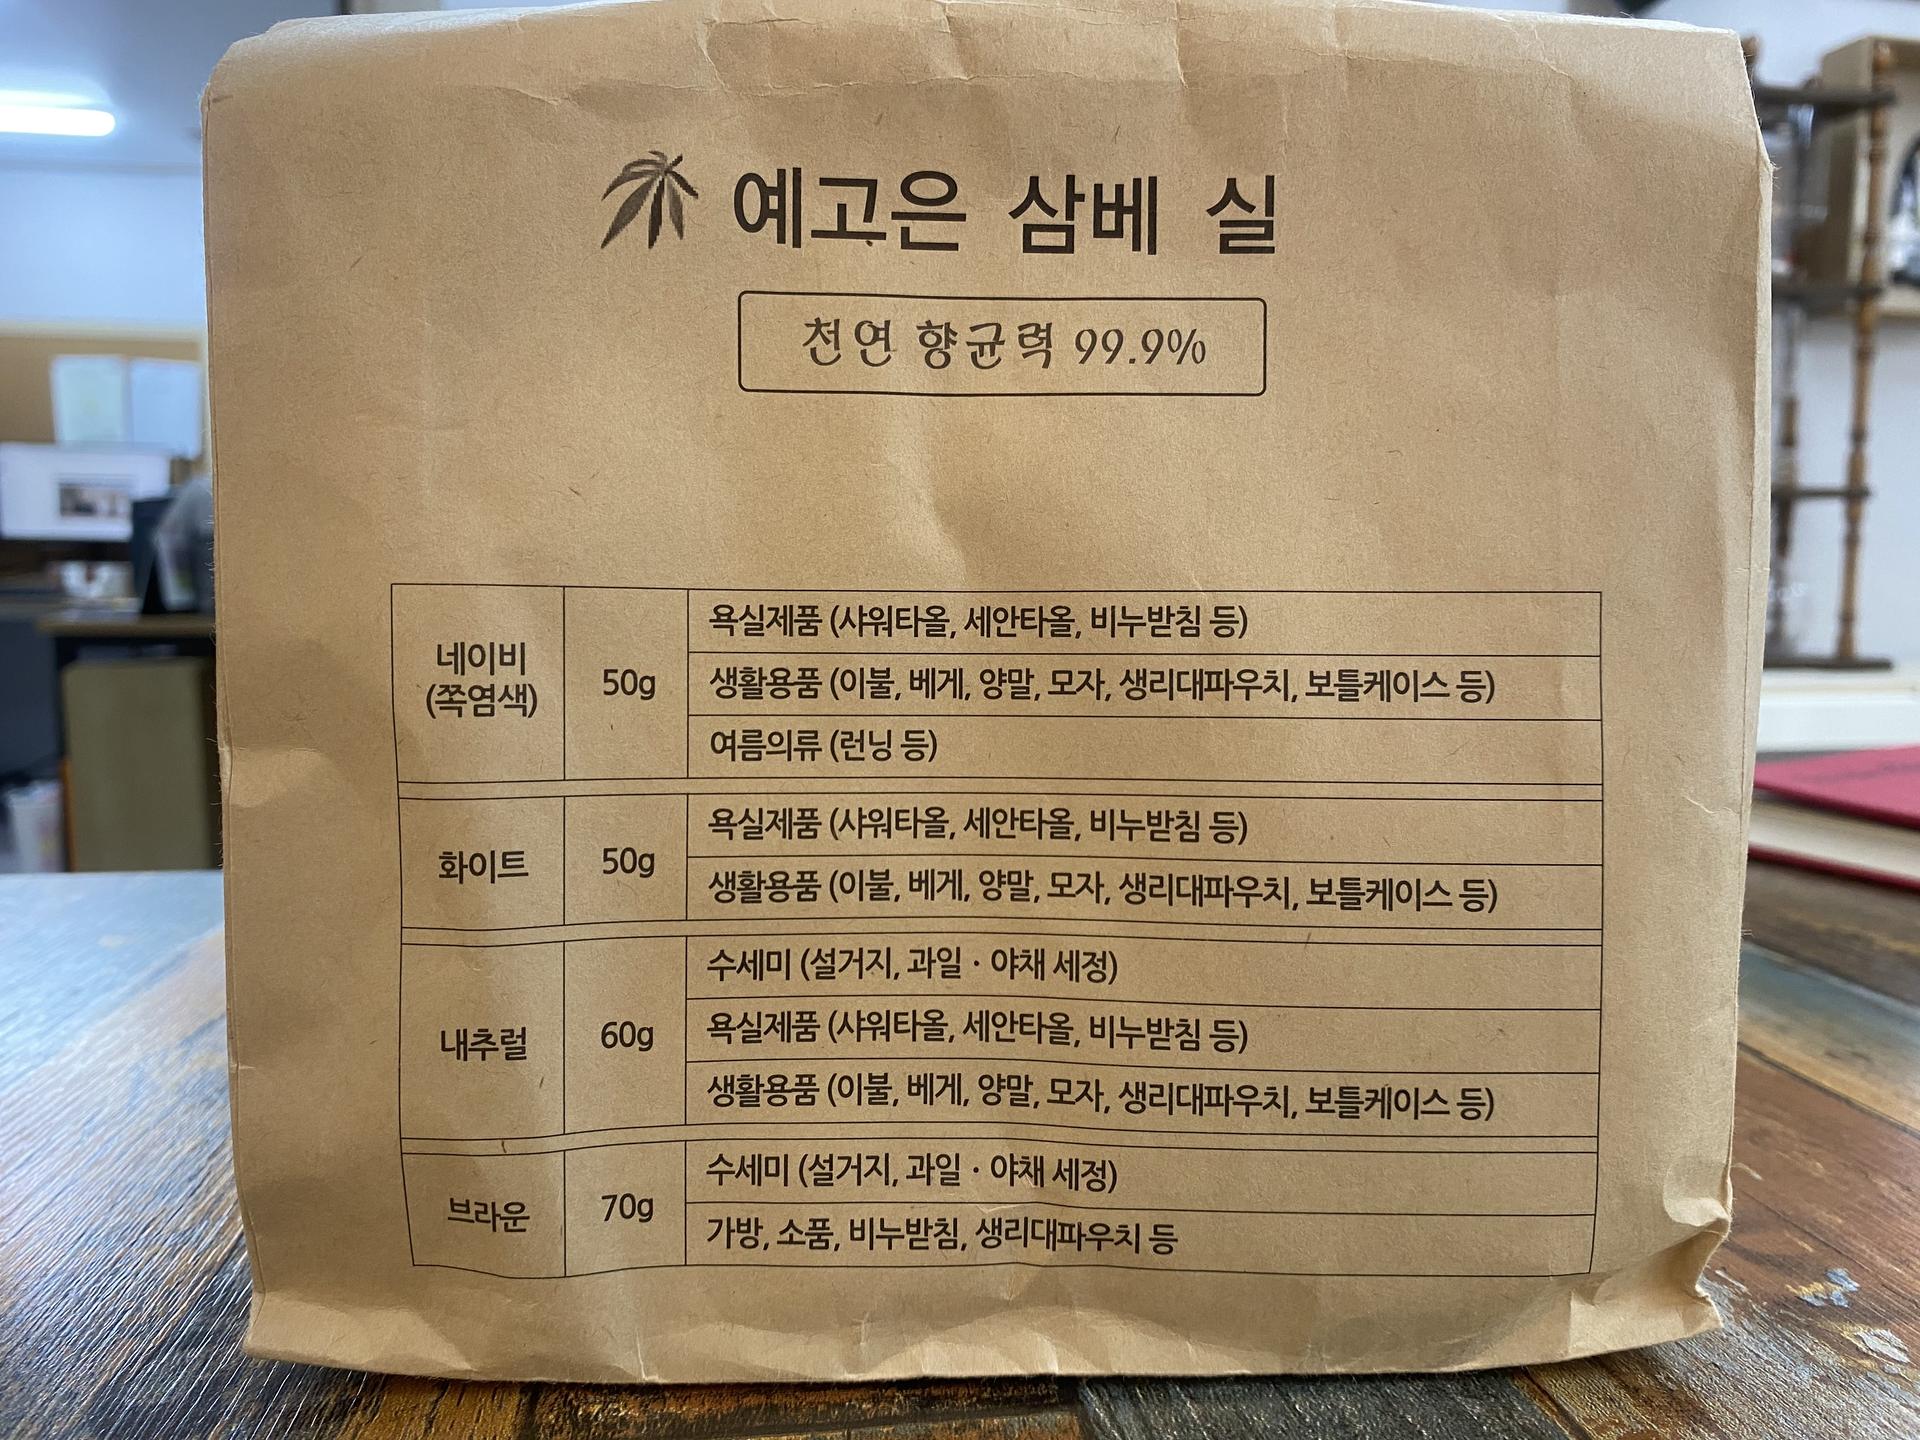 예고은 삼베 실
천연 향균력 99.9%
네이비
(쪽염색)
50g
욕실제품 (샤워타올, 세안타올, 비누받침 등)
생활용품 (이불, 베게, 양말, 모자, 생리대파우치, 보틀케이스 등)
여름의류 (런닝 등)
화이트
50g
욕실제품 (샤워타올, 세안타올, 비누받침 등)
생활용품 (이불, 베게, 양말, 모자, 생리대파우치, 보틀케이스 등)
내추럴
60g
수세미 (설거지, 과일 · 야채 세정)
욕실제품 (샤워타올, 세안타올, 비누받침 등)
생활용품 (이불, 베게, 양말, 모자, 생리대파우치, 보틀케이스 등)
브라운
70g
수세미 (설거지, 과일 · 야채 세정)
가방, 소품, 비누받침, 생리대파우치 등